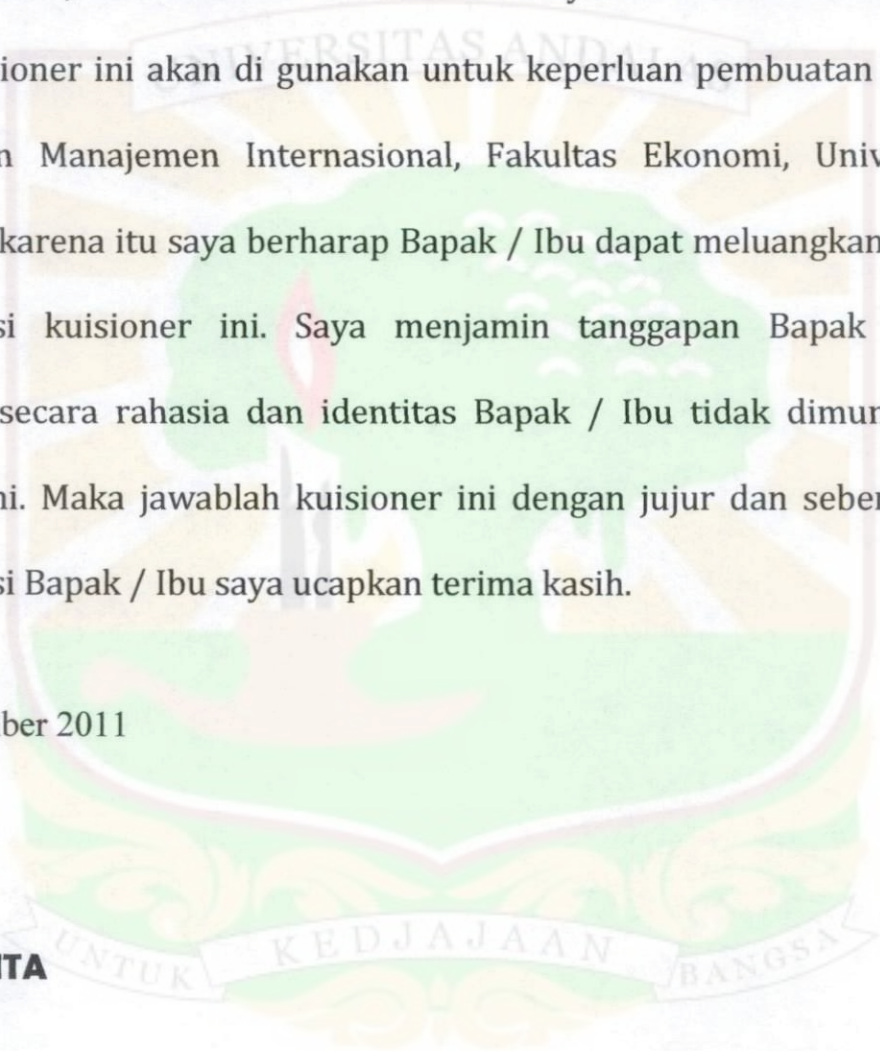 UNIVERSITAS ANDALAS
ioner ini akan di gunakan untuk keperluan pembuatan
n Manajemen Internasional, Fakultas Ekonomi, Univ
karena itu saya berharap Bapak / Ibu dapat meluangkan
si kuisioner ini. Saya menjamin tanggapan Bapak
secara rahasia dan identitas Bapak / Ibu tidak dimun
ni. Maka jawablah kuisioner ini dengan jujur dan seben
si Bapak / Ibu saya ucapkan terima kasih.
ber 2011
ITA
UNTUK KEDJAJAAN BANGSA